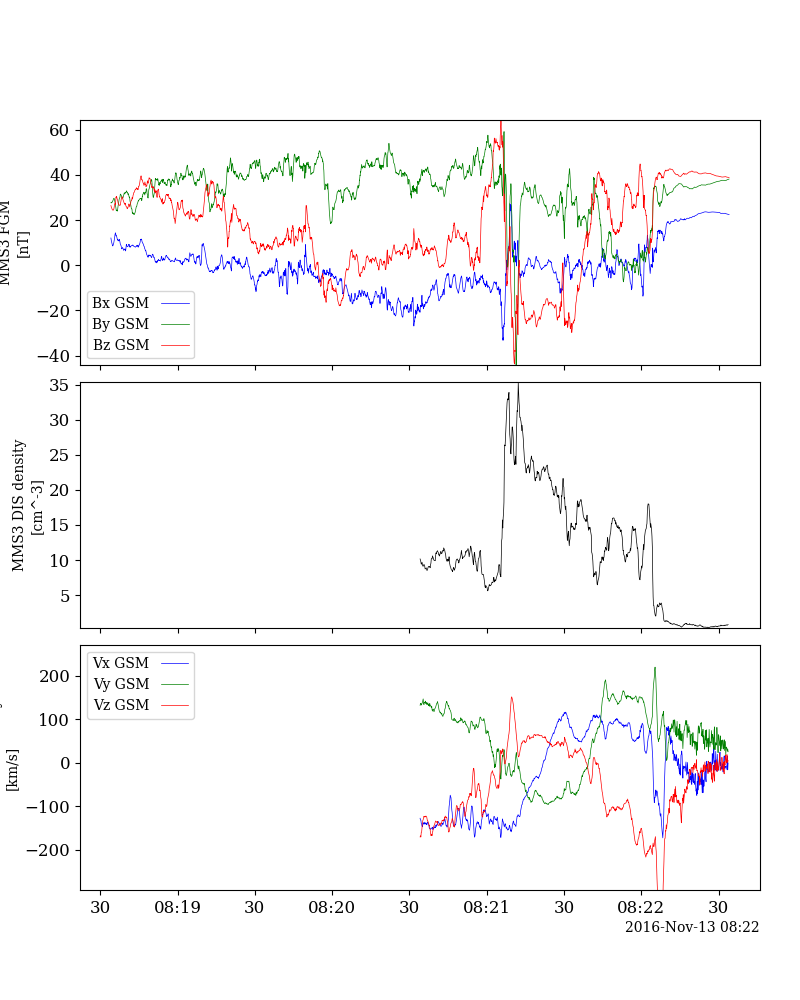 60
40
20
0
−20
−40
MMS3 FGM
[nT]
Bx GSM
By GSM
Bz GSM
35
30
25
20
15
10
5
MMS3 DIS density
[cm^-3]
200
100
0
−100
−200
[km/s]
Vx GSM
Vy GSM
Vz GSM
30 08:19 30 08:20 30 08:21 30 08:22 30
2016-Nov-13 08:22